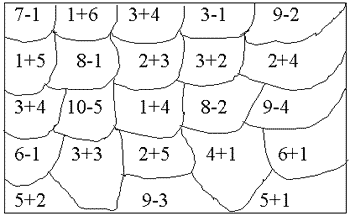 7-1 1+6 3+4 3-1 9-2
1+5 8-1 2+3 3+2 2+4
3+4 10-5 1+4 8-2 9-4
6-1 3+3 2+5 4+1 6+1
5+2 9-3 5+1